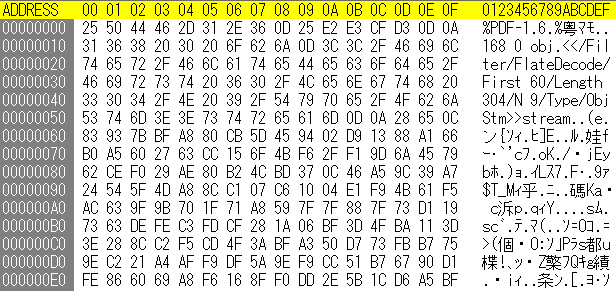 ADDRESS 00 01 02 03 04 05 06 07 08 09 0A 0B 0C 0D 0E 0F 0123456789ABCDEF
00000000 25 50 44 46 2D 31 2E 36 0D 25 E2 E3 CF D3 0D 0A %PDF-1.6.%粤ﾏﾓ..
00000010 31 36 38 20 30 20 6F 62 6A 0D 3C 3C 2F 46 69 6C 168 0 obj.<</Fil
00000020 74 65 72 2F 46 6C 61 74 65 44 65 63 6F 64 65 2F ter/FlateDecode/
00000030 46 69 72 73 74 20 36 30 2F 4C 65 6E 67 74 68 20 First 60/Length
00000040 33 30 34 2F 4E 20 39 2F 54 79 70 65 2F 4F 62 6A 304/N 9/Type/Obj
00000050 53 74 6D 3E 3E 73 74 72 65 61 6D 0D 0A 28 65 0C Stm>>stream..(e.
00000060 83 93 7B BF A8 80 CB 5D 45 94 02 D9 13 88 A1 66
00000070 B0 A5 60 27 63 CC 15 6F 4B F6 2F F1 9D 6A 45 79
00000080 62 CE F0 29 AE 80 B2 4C BD 37 0C 46 A5 9C 39 A7
00000090 24 54 5F 4D A8 8C C1 07 C6 10 04 E1 F9 4B 61 F5
000000A0 AC 63 9F 9B 70 1F 71 A8 59 7F 7F 88 7F 73 D1 19
000000B0 73 63 DE FE C3 FD CF 28 1A 06 BF 3D 4F BA 11 3D
000000C0 3E 28 8C C2 F5 CD 4F 3A BF A3 50 D7 73 FB B7 75
000000D0 9E C2 21 A4 AF F9 DF 5A 9E F9 CC 51 B7 67 90 D1
000000E0 FE 86 60 69 A8 F6 16 8F F0 DD 2E 5B 1C D6 A5 BF